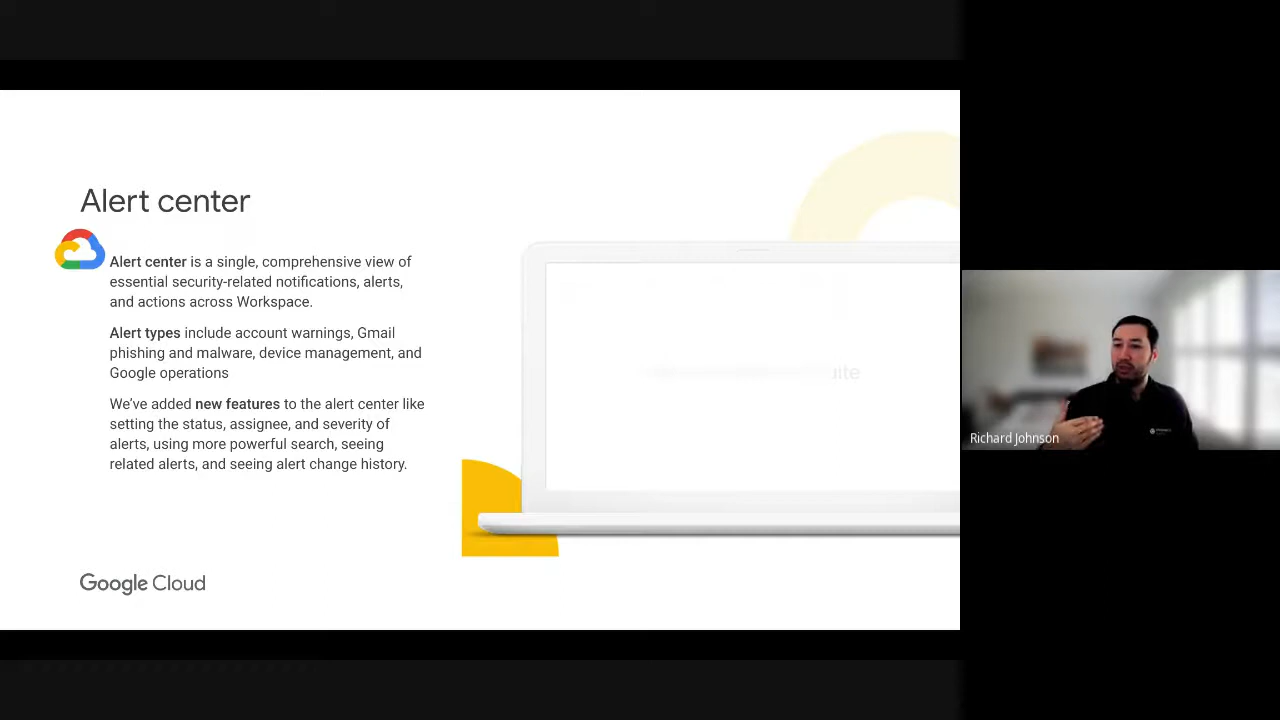 Alert center
Alert center is a single, comprehensive view of
essential security-related notifications, alerts,
and actions across Workspace.
Alert types include account warnings, Gmail
phishing and malware, device management, and
Google operations
We've added new features to the alert center like
setting the status, assignee, and severity of
alerts, using more powerful search, seeing
related alerts, and seeing alert change history.
Google Cloud
Richard Johnson